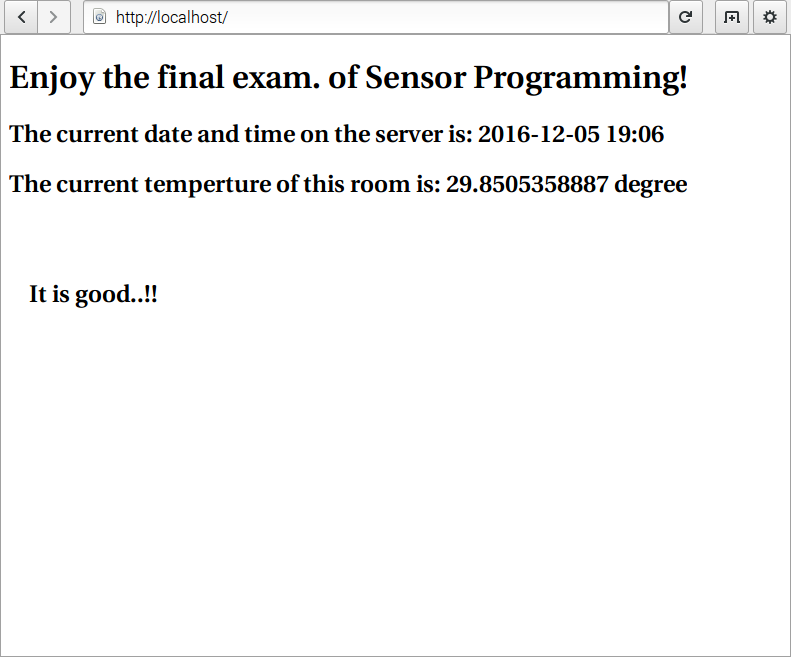 http://localhost/
Enjoy the final exam. of Sensor Programming!
The current date and time on the server is: 2016-12-05 19:06
The current temperture of this room is: 29.8505358887 degree
It is good..!!